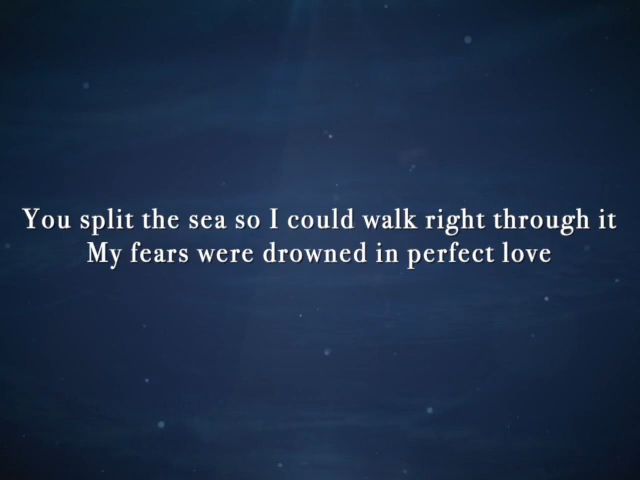 You split the sea so I could walk right through it
My fears were drowned in perfect love